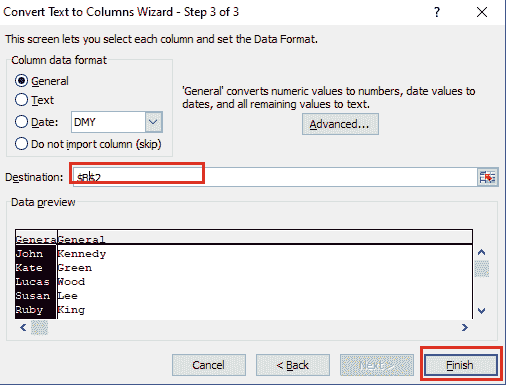 Convert Text to Columns Wizard - Step 3 of 3
This screen lets you select each column and set the Data Format.
Column data format
General
Text
Date: DMY
Do not import column (skip)
'General' converts numeric values to numbers, date values to
dates, and all remaining values to text.
Advanced...
Destination: $B$2
Data preview
Genera General
John Kennedy
Kate Green
Lucas Wood
Susan Lee
Ruby King
Cancel < Back Next > Finish